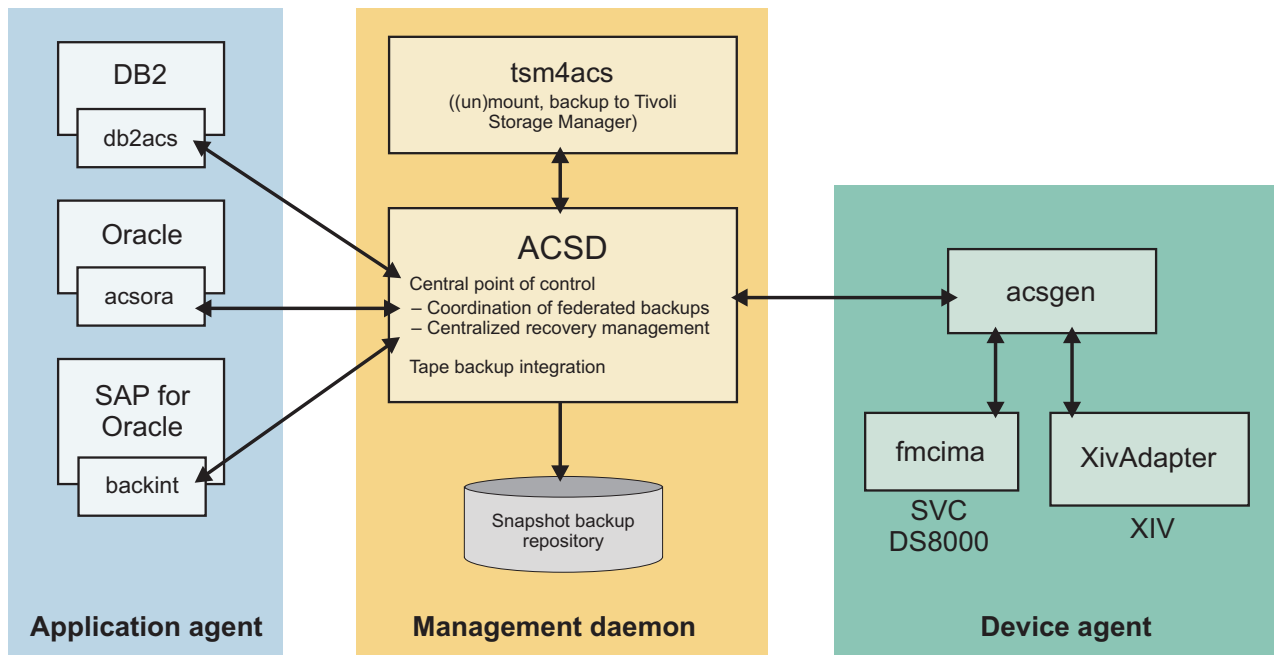 DB2
db2acs
Oracle
acsora
SAP for
Oracle
backint
Application agent
tsm4acs
((un)mount, backup to Tivoli
Storage Manager)
ACSD
Central point of control
– Coordination of federated backups
– Centralized recovery management
Tape backup integration
Snapshot backup
repository
Management daemon
acsgen
fmcima
SVC
DS8000
XivAdapter
XIV
Device agent